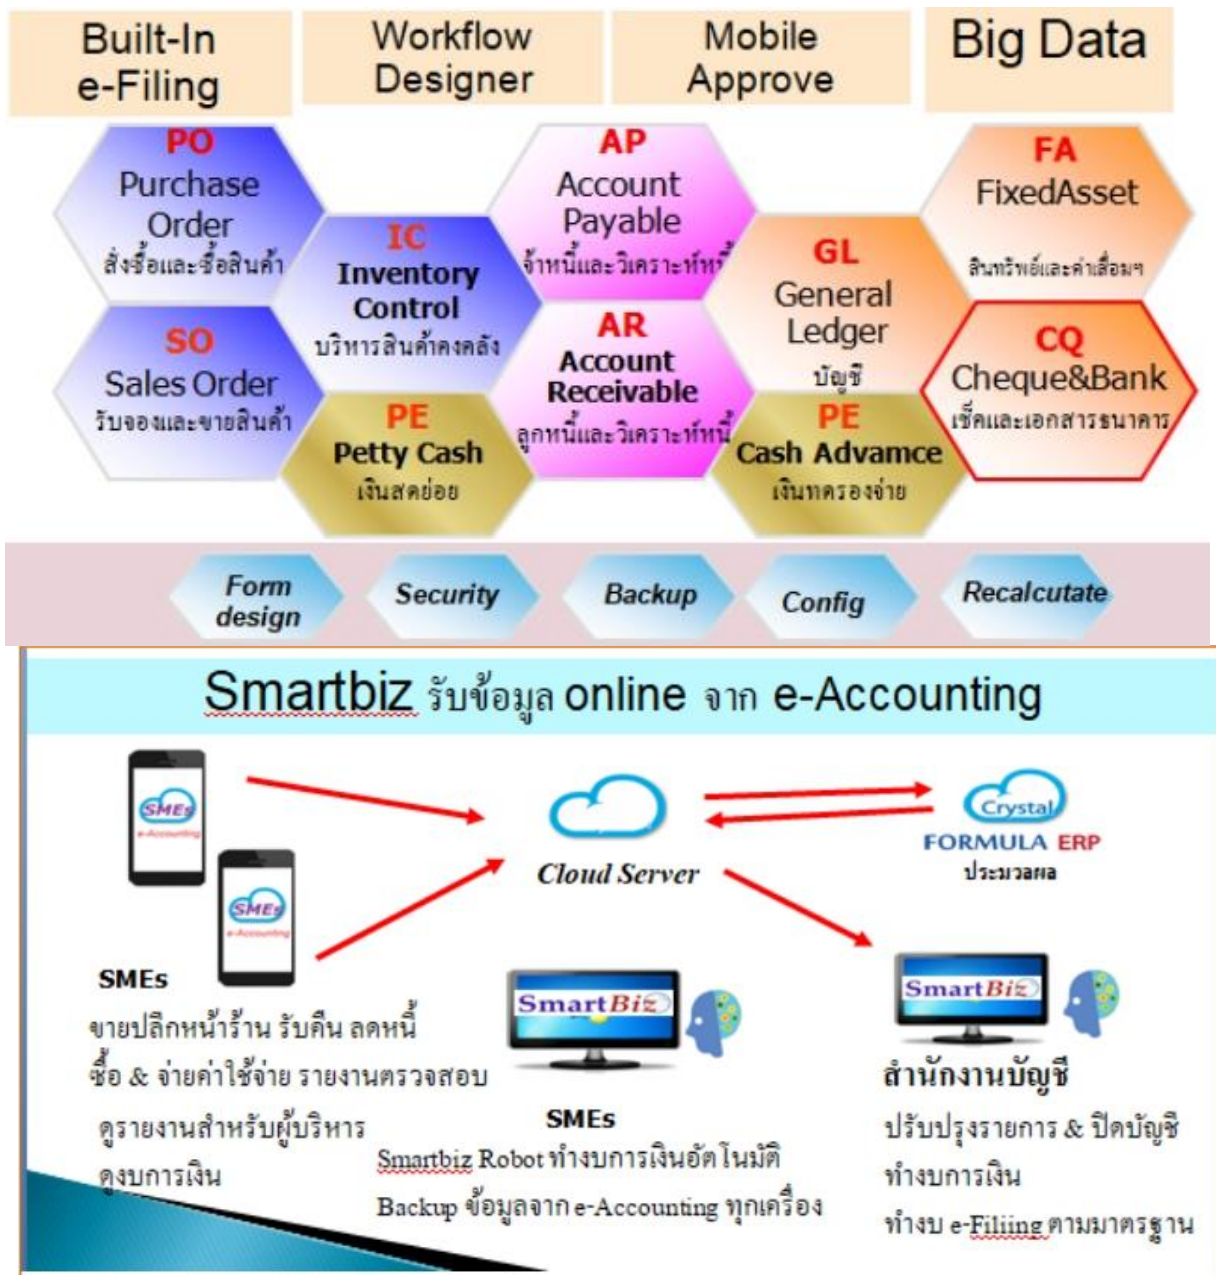 Built-In
e-Filing
Workflow
Designer
Mobile
Approve
Big Data
PO
Purchase
Order
สั่งซื้อและซื้อสินค้า
SO
Sales Order
รับจองและขายสินค้า
IC
Inventory
Control
บริหารสินค้าคงคลัง
PE
Petty Cash
เงินสดย่อย
AP
Account
Payable
จ้าหนี้และวิเคราะห์หนี้
AR
Account
Receivable
ลูกหนี้และวิเคราะห์หนี้
GL
General
Ledger
บัญชี
PE
Cash Advamce
เงินทดรองจ่าย
FA
FixedAsset
สินทรัพย์และค่าเสื่อมฯ
CQ
Cheque&Bank
เช็คและเอกสารธนาคาร
Form
design
Security
Backup
Config
Recalcutate
Smartbiz รับข้อมูล online จาก e-Accounting
SMEs
e-Accounting
SMEs
e-Accounting
Cloud Server
Crystal
FORMULA ERP
ประมวลผล
SMEs
ขายปลีกหน้าร้าน รับคืน ลดหนี้
ซื้อ & จ่ายค่าใช้จ่าย รายงานตรวจสอบ
ดูรายงานสำหรับผู้บริหาร
ดูงบการเงิน
SmartBiz
SMEs
Smartbiz Robot ทำงบการเงินอัตโนมัติ
Backup ข้อมูลจาก e-Accounting ทุกเครื่อง
SmartBiz
สำนักงานบัญชี
ปรับปรุงรายการ & ปิดบัญชี
ทำงบการเงิน
ทำงบ e-Filiing ตามมาตรฐาน